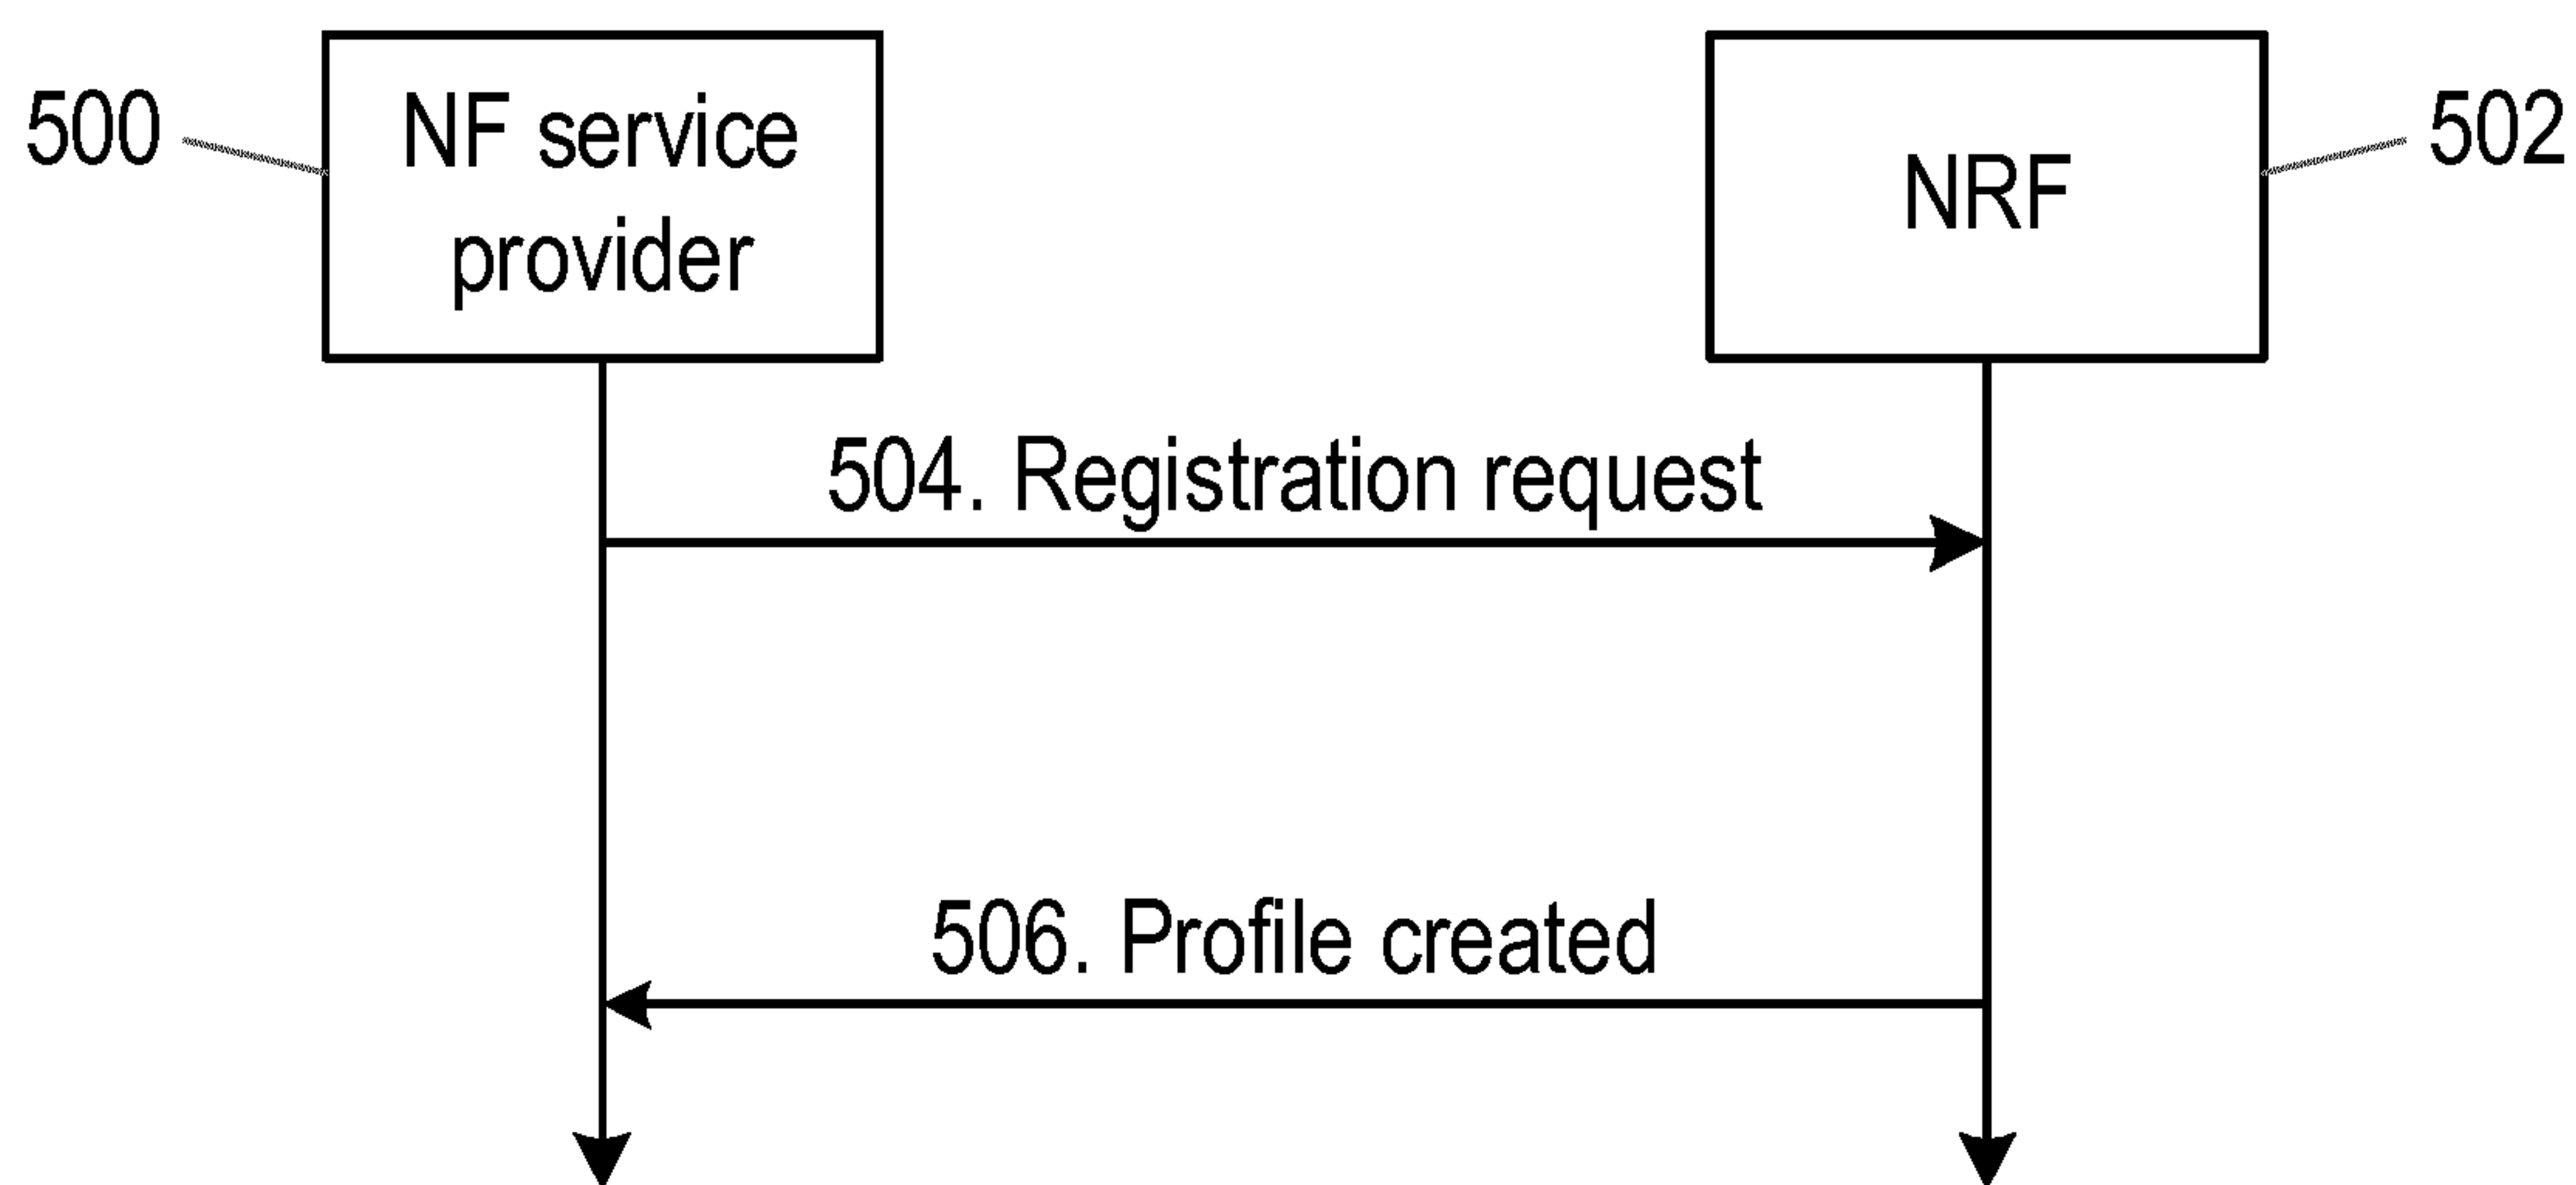 500
NF service
provider
NRF
502
504. Registration request
506. Profile created